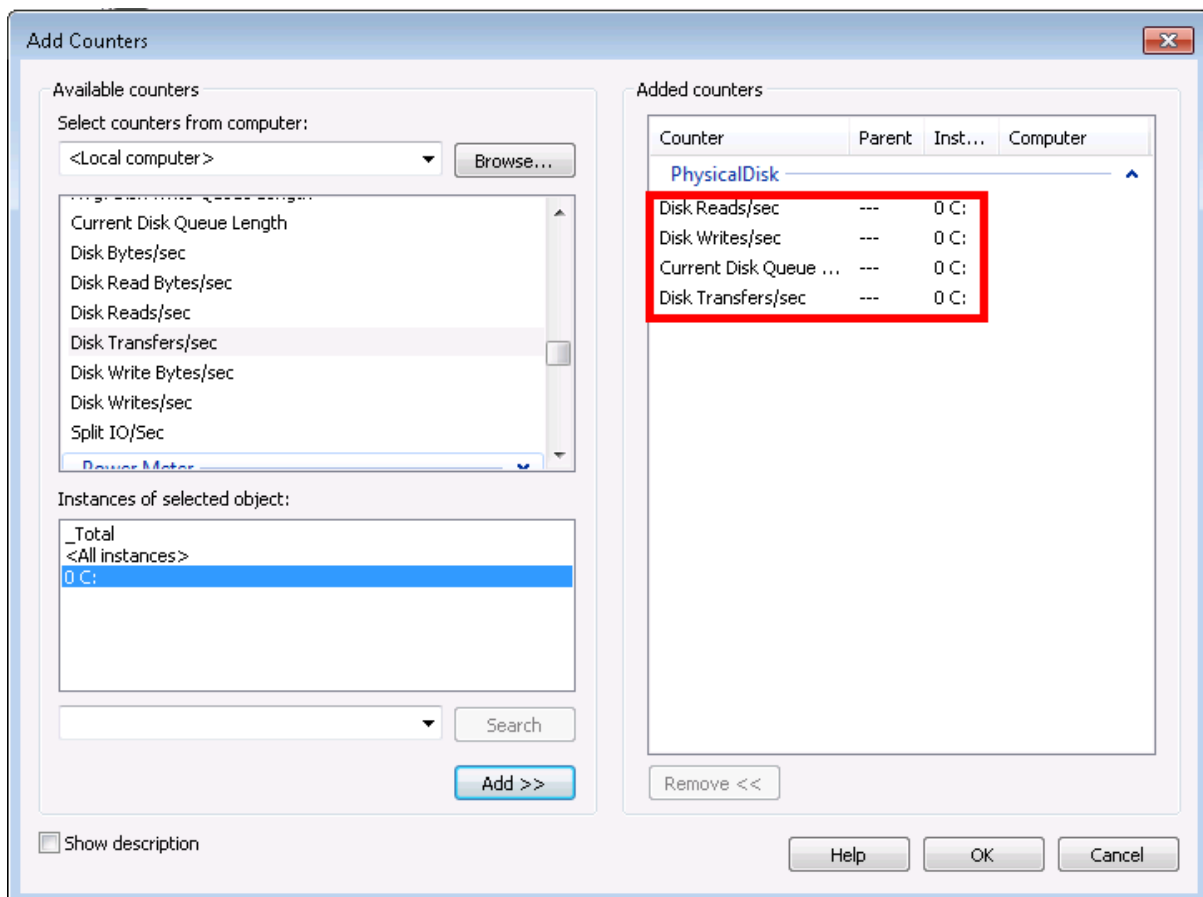 Add Counters
Available counters
Select counters from computer:
<Local computer>
Browse...
Current Disk Queue Length
Disk Bytes/sec
Disk Read Bytes/sec
Disk Reads/sec
Disk Transfers/sec
Disk Write Bytes/sec
Disk Writes/sec
Split IO/Sec
Power Meter
Instances of selected object:
_Total
<All instances>
0 C:
Search
Add >>
Show description
Added counters
Counter Parent Inst... Computer
PhysicalDisk
Disk Reads/sec --- 0 C:
Disk Writes/sec --- 0 C:
Current Disk Queue ... --- 0 C:
Disk Transfers/sec --- 0 C:
Remove <<
Help OK Cancel